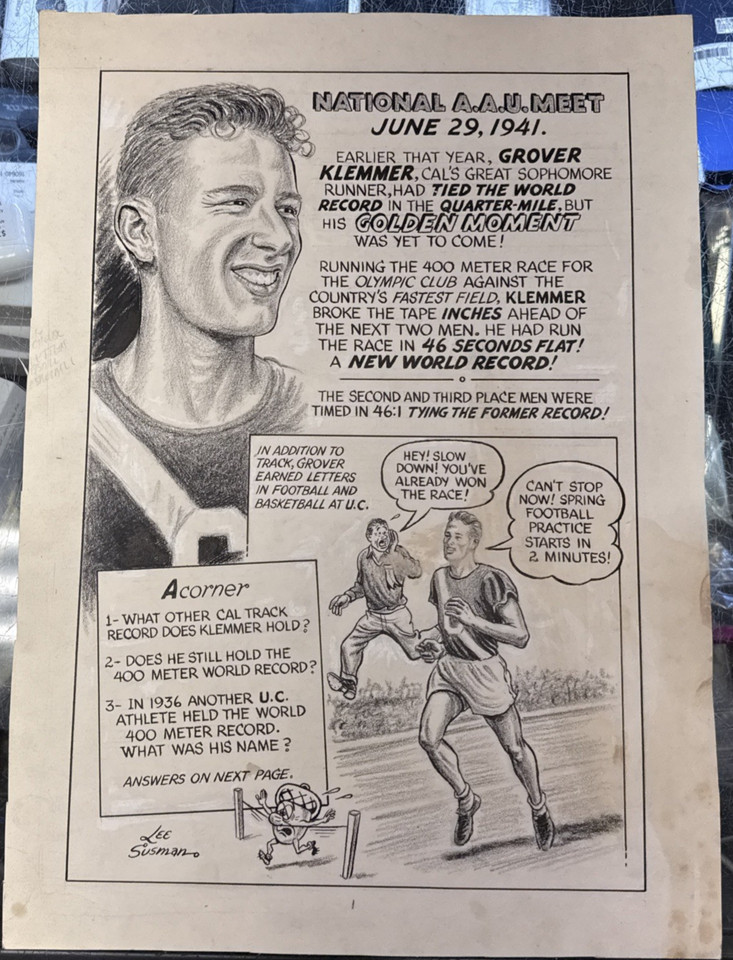 NATIONAL A.A.U. MEET
JUNE 29, 1941.
EARLIER THAT YEAR, GROVER
KLEMMER, CAL'S GREAT SOPHOMORE
RUNNER, HAD TIED THE WORLD
RECORD IN THE QUARTER-MILE, BUT
HIS GOLDEN MOMENT
WAS YET TO COME!
RUNNING THE 400 METER RACE FOR
THE OLYMPIC CLUB AGAINST THE
COUNTRY'S FASTEST FIELD, KLEMMER
BROKE THE TAPE INCHES AHEAD OF
THE NEXT TWO MEN. HE HAD RUN
THE RACE IN 46 SECONDS FLAT!
A NEW WORLD RECORD!
THE SECOND AND THIRD PLACE MEN WERE
TIMED IN 46:1 TYING THE FORMER RECORD!
IN ADDITION TO
TRACK, GROVER
EARNED LETTERS
IN FOOTBALL AND
BASKETBALL AT U.C.
HEY! SLOW
DOWN! YOU'VE
ALREADY WON
THE RACE!
CAN'T STOP
NOW! SPRING
FOOTBALL
PRACTICE
STARTS IN
2 MINUTES!
Acorner
1- WHAT OTHER CAL TRACK
RECORD DOES KLEMMER HOLD?
2- DOES HE STILL HOLD THE
400 METER WORLD RECORD?
3- IN 1936 ANOTHER U.C.
ATHLETE HELD THE WORLD
400 METER RECORD.
WHAT WAS HIS NAME?
ANSWERS ON NEXT PAGE.
LEE
SUSMAN
1